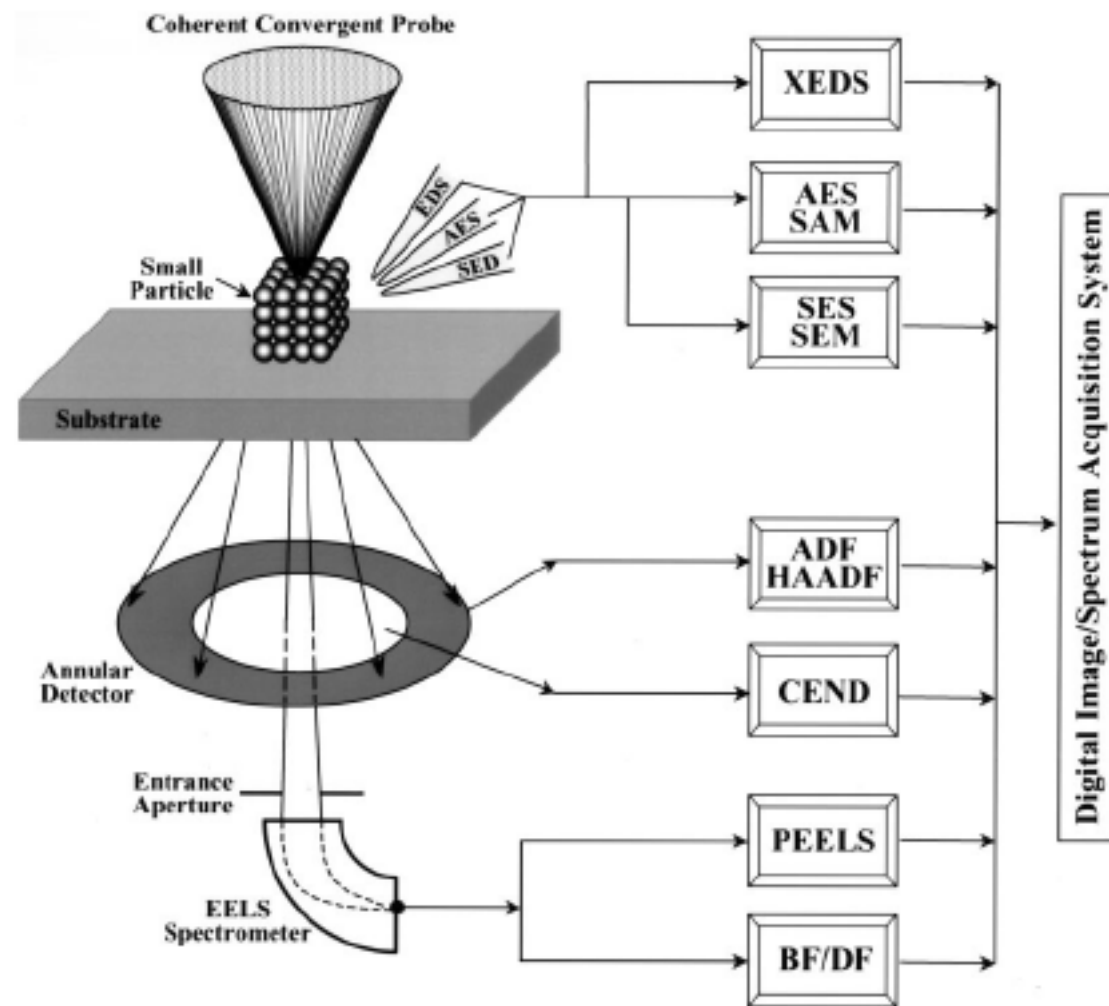 Coherent Convergent Probe
XEDS
EDS
AES
SED
AES
SAM
Small
Particle
SES
SEM
Substrate
ADF
HAADF
CEND
Annular
Detector
Entrance
Aperture
PEELS
EELS
Spectrometer
BF/DF
Digital Image/Spectrum Acquisition System